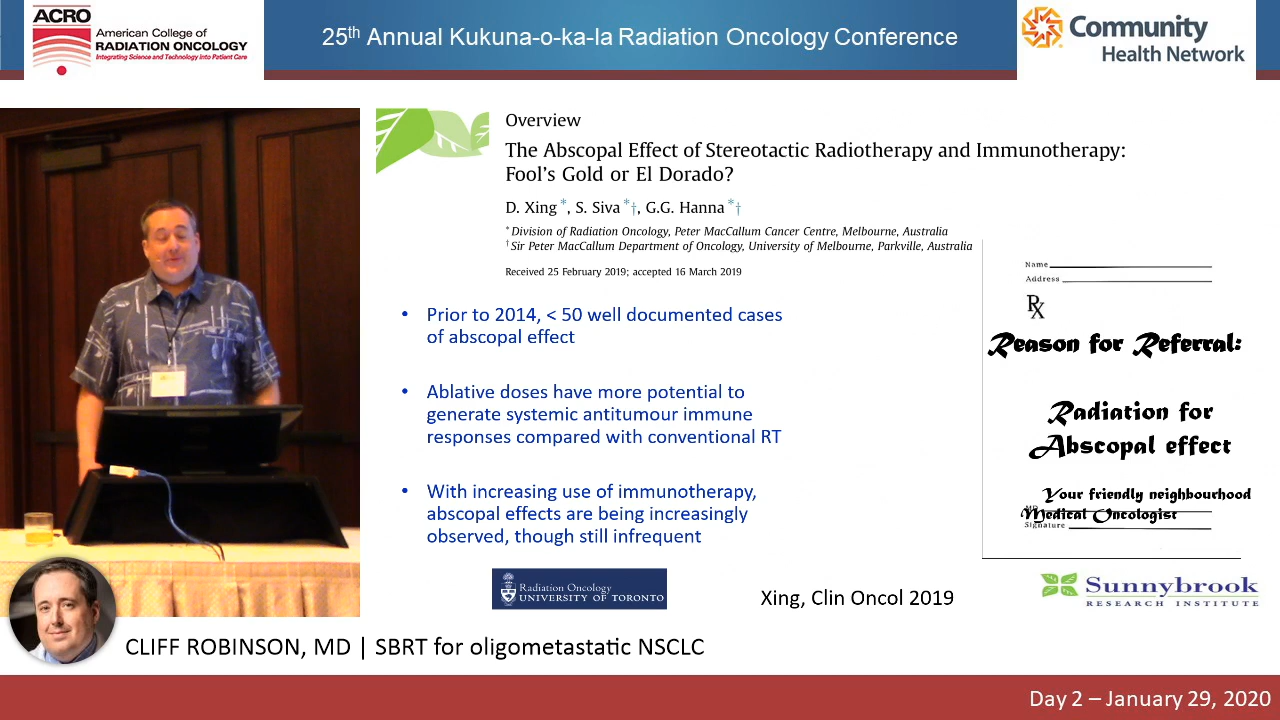 ACRO
American College of
RADIATION ONCOLOGY
Integrating Science and Technology Into Patient Care
25th Annual Kukuna-o-ka-la Radiation Oncology Conference
Community
Health Network
Overview
The Abscopal Effect of Stereotactic Radiotherapy and Immunotherapy:
Fool's Gold or El Dorado?
D. Xing *, S. Siva *†, G.G. Hanna *†
* Division of Radiation Oncology, Peter MacCallum Cancer Centre, Melbourne, Australia
† Sir Peter MacCallum Department of Oncology, University of Melbourne, Parkville, Australia
Received 25 February 2019; accepted 16 March 2019
• Prior to 2014, < 50 well documented cases
of abscopal effect
• Ablative doses have more potential to
generate systemic antitumour immune
responses compared with conventional RT
• With increasing use of immunotherapy,
abscopal effects are being increasingly
observed, though still infrequent
Name
Address
Rx
Reason for Referral:
Radiation for
Abscopal effect
Your friendly neighbourhood
Medical Oncologist
Signature
Radiation Oncology
UNIVERSITY OF TORONTO
Xing, Clin Oncol 2019
Sunnybrook
RESEARCH INSTITUTE
CLIFF ROBINSON, MD | SBRT for oligometastatic NSCLC
Day 2 – January 29, 2020